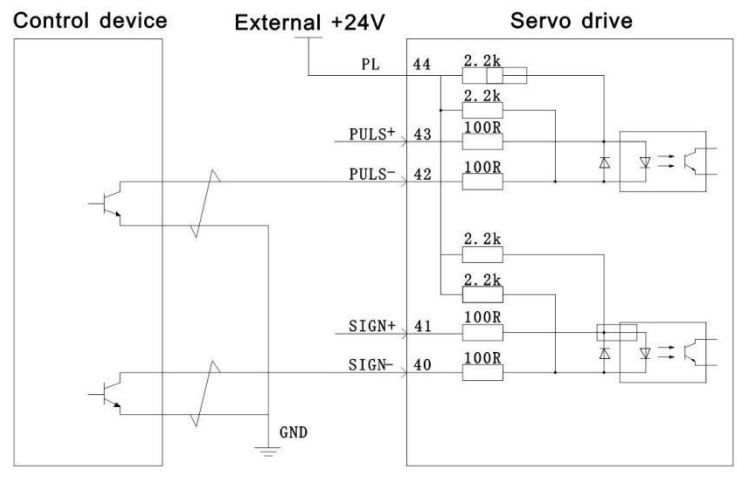 Control device
External +24V
Servo drive
PL 44 2.2k
2.2k
PULS+ 43 100R
PULS- 42 100R
2.2k
2.2k
SIGN+ 41 100R
SIGN- 40 100R
GND